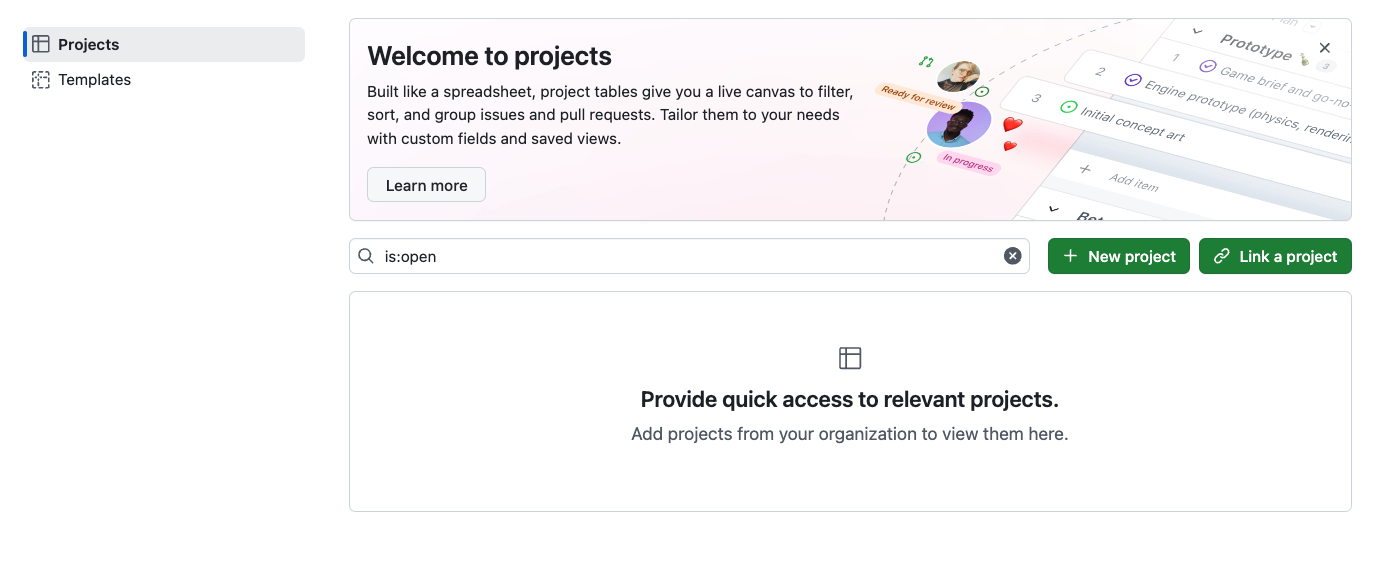 Projects
Templates
Welcome to projects
Built like a spreadsheet, project tables give you a live canvas to filter,
sort, and group issues and pull requests. Tailor them to your needs
with custom fields and saved views.
Learn more
Ready for review
In progress
Prototype
3
1 Game brief and go-no-
2 Engine prototype (physics, renderin
3 Initial concept art
Add item
is:open
New project
Link a project
Provide quick access to relevant projects.
Add projects from your organization to view them here.